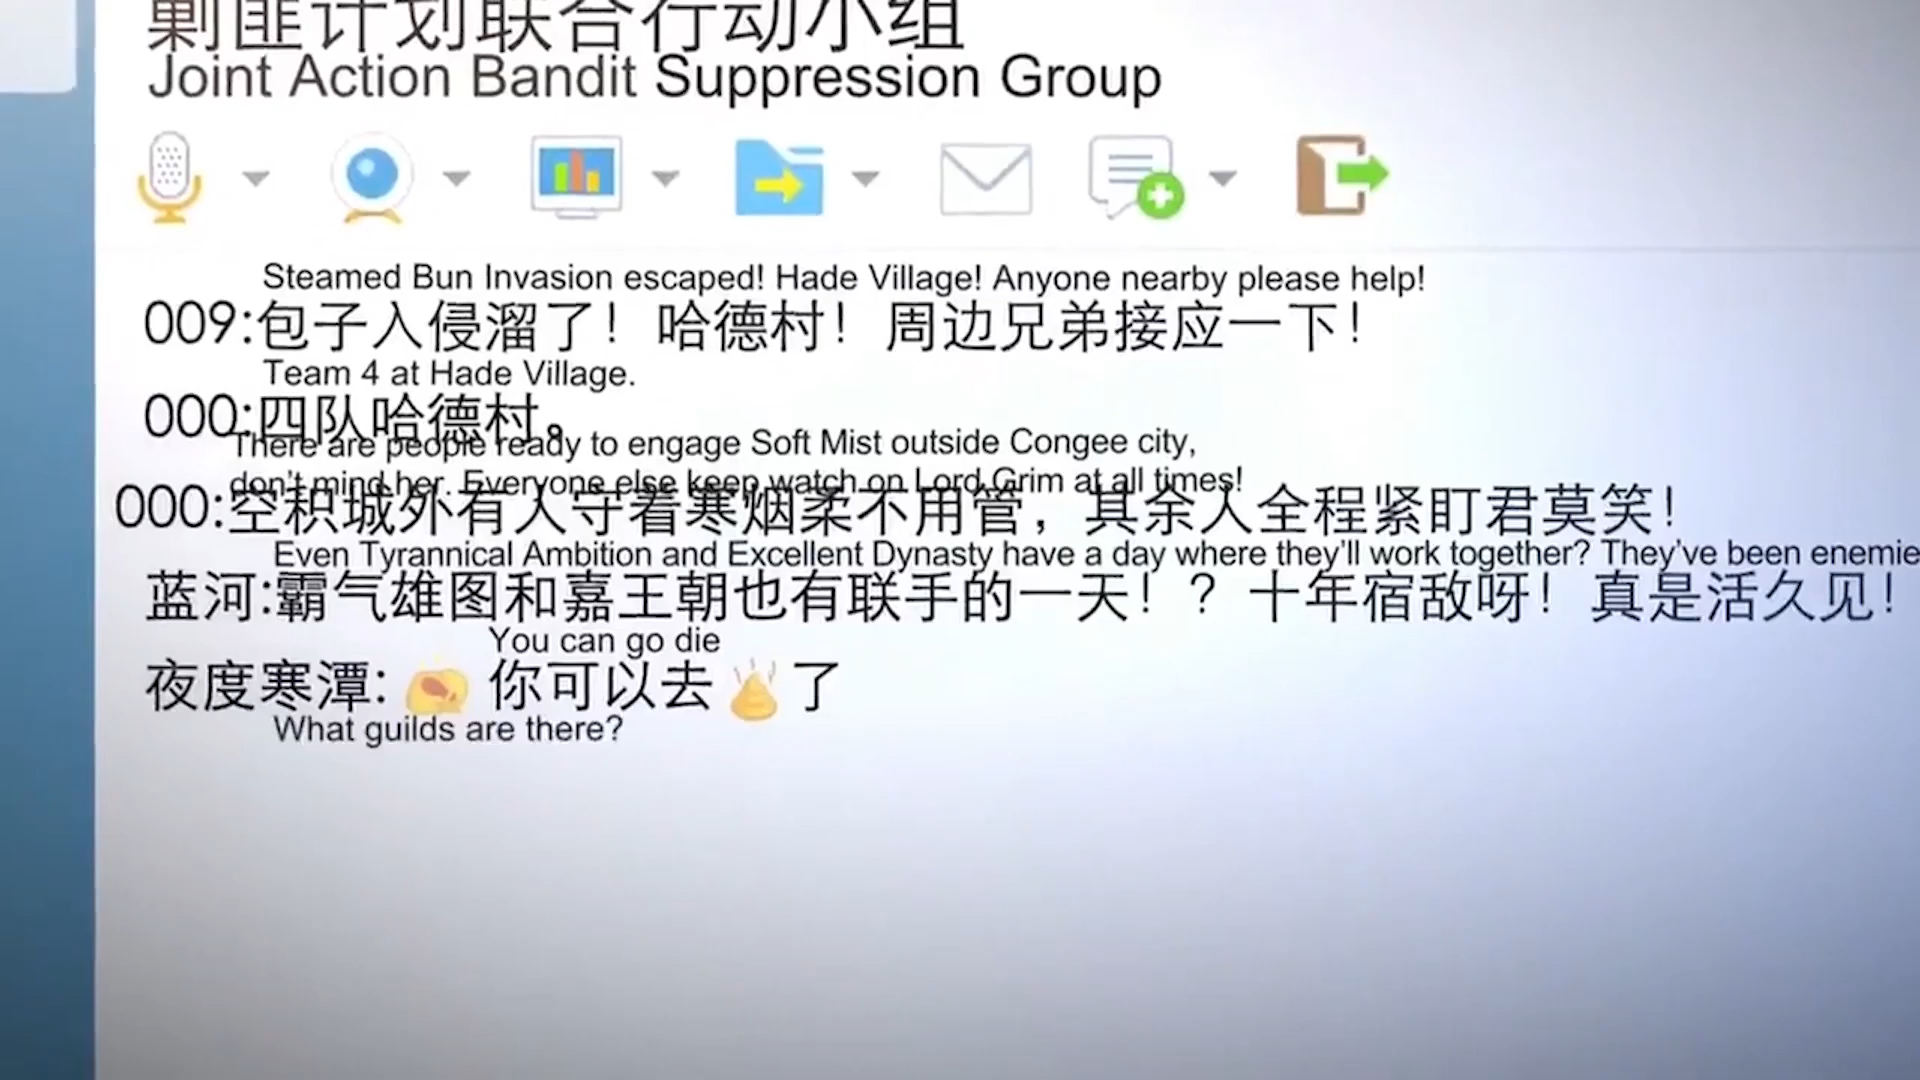 剿匪计划联合行动小组
Joint Action Bandit Suppression Group
Steamed Bun Invasion escaped! Hade Village! Anyone nearby please help!
009:包子入侵溜了！哈德村！周边兄弟接应一下！
Team 4 at Hade Village.
000:四队哈德村。
There are people ready to engage Soft Mist outside Congee city,
don't mind her. Everyone else keep watch on Lord Grim at all times!
000:空积城外有人守着寒烟柔不用管，其余人全程紧盯君莫笑！
Even Tyrannical Ambition and Excellent Dynasty have a day where they'll work together? They've been enemie
蓝河:霸气雄图和嘉王朝也有联手的一天！？十年宿敌呀！真是活久见！
You can go die
夜度寒潭: 你可以去 了
What guilds are there?